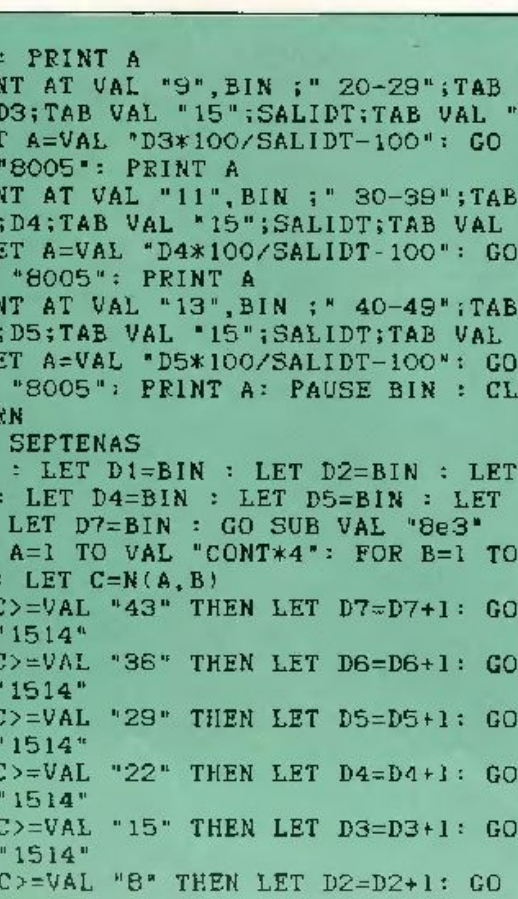 : PRINT A
NT AT VAL "9",BIN ;" 20-29";TAB
D3;TAB VAL "15";SALIDT;TAB VAL "
T A=VAL "D3*100/SALIDT-100": GO
"8005": PRINT A
NT AT VAL "11",BIN ;" 30-39";TAB
;D4;TAB VAL "15";SALIDT;TAB VAL
ET A=VAL "D4*100/SALIDT-100": GO
"8005": PRINT A
NT AT VAL "13",BIN ;" 40-49";TAB
;D5;TAB VAL "15";SALIDT;TAB VAL
ET A=VAL "D5*100/SALIDT-100": GO
"8005": PRINT A: PAUSE BIN : CL
RN
SEPTENAS
: LET D1=BIN : LET D2=BIN : LET
: LET D4=BIN : LET D5=BIN : LET
LET D7=BIN : GO SUB VAL "8e3"
A=1 TO VAL "CONT*4": FOR B=1 TO
: LET C=N(A,B)
C>=VAL "43" THEN LET D7=D7+1: GO
"1514"
C>=VAL "36" THEN LET D6=D6+1: GO
"1514"
C>=VAL "29" THEN LET D5=D5+1: GO
"1514"
C>=VAL "22" THEN LET D4=D4+1: GO
"1514"
C>=VAL "15" THEN LET D3=D3+1: GO
"1514"
C>=VAL "8" THEN LET D2=D2+1: GO